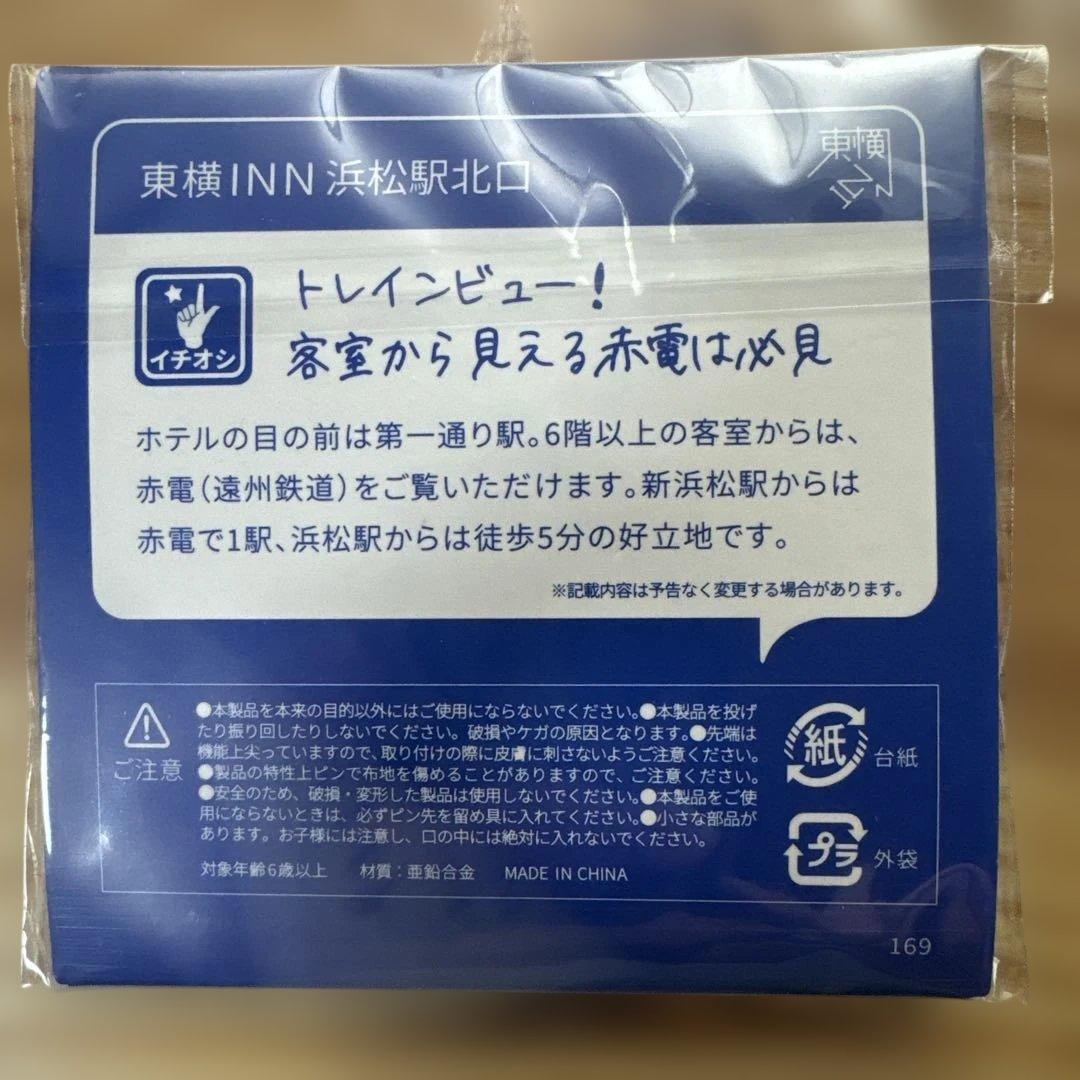 東横INN 浜松駅北口
東横
INN
イチオシ
トレインビュー!
客室から見える赤電は必見
ホテルの目の前は第一通り駅。6階以上の客室からは、
赤電(遠州鉄道)をご覧いただけます。新浜松駅からは
赤電で1駅、浜松駅からは徒歩5分の好立地です。
※記載内容は予告なく変更する場合があります。
ご注意
●本製品を本来の目的以外にはご使用にならないでください。●本製品を投げ
たり振り回したりしないでください。破損やケガの原因となります。●先端は
機能上尖っていますので、取り付けの際に皮膚に刺さないようご注意ください。
●製品の特性上ピンで布地を傷めることがありますので、ご注意ください。
●安全のため、破損・変形した製品は使用しないでください。●本製品をご使
用にならないときは、必ずピン先を留め具に入れてください。●小さな部品が
あります。お子様には注意し、口の中には絶対に入れないでください。
対象年齢6歳以上 材質:亜鉛合金 MADE IN CHINA
紙 台紙
プラ 外袋
169